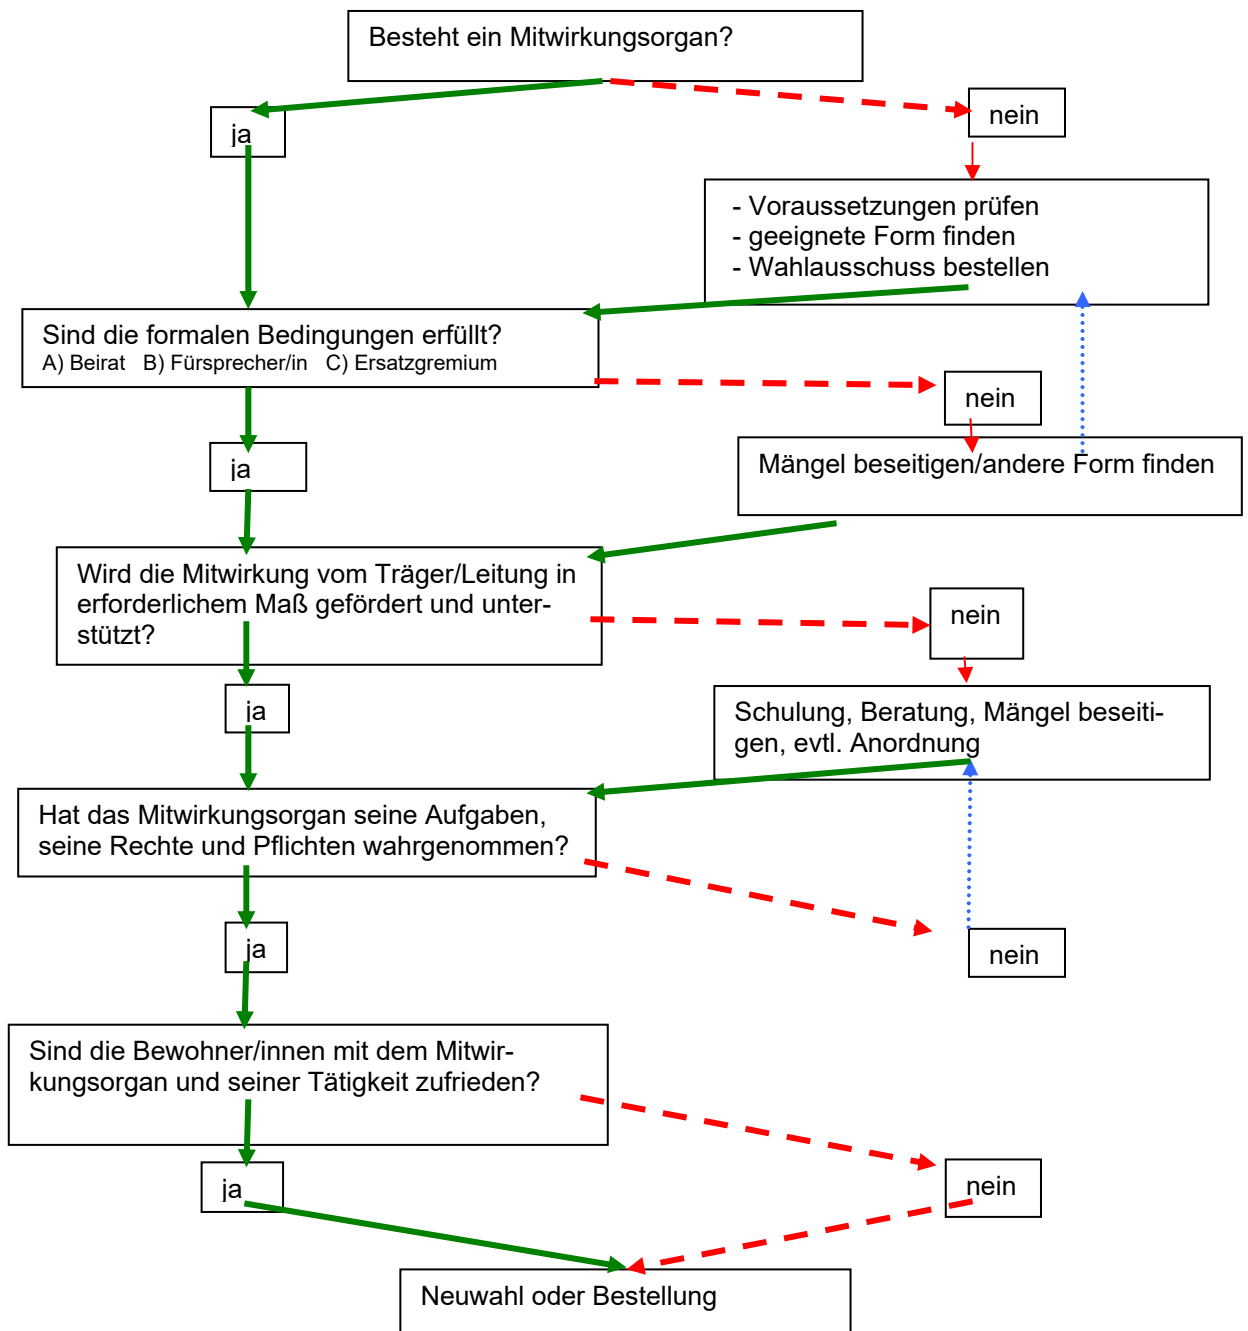 Besteht ein Mitwirkungsorgan?
ja
nein
- Voraussetzungen prüfen
- geeignete Form finden
- Wahlausschuss bestellen
Sind die formalen Bedingungen erfüllt?
A) Beirat B) Fürsprecher/in C) Ersatzgremium
nein
ja
Mängel beseitigen/andere Form finden
Wird die Mitwirkung vom Träger/Leitung in
erforderlichem Maß gefördert und unter-
stützt?
nein
ja
Schulung, Beratung, Mängel beseiti-
gen, evtl. Anordnung
Hat das Mitwirkungsorgan seine Aufgaben,
seine Rechte und Pflichten wahrgenommen?
ja
nein
Sind die Bewohner/innen mit dem Mitwir-
kungsorgan und seiner Tätigkeit zufrieden?
ja
nein
Neuwahl oder Bestellung